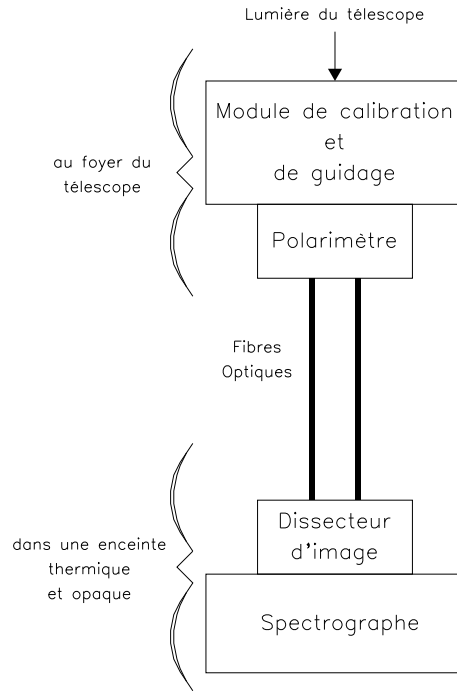 Lumière du télescope
Module de calibration
et
de guidage
au foyer du
télescope
Polarimètre
Fibres
Optiques
Dissecteur
d'image
dans une enceinte
thermique
et opaque
Spectrographe